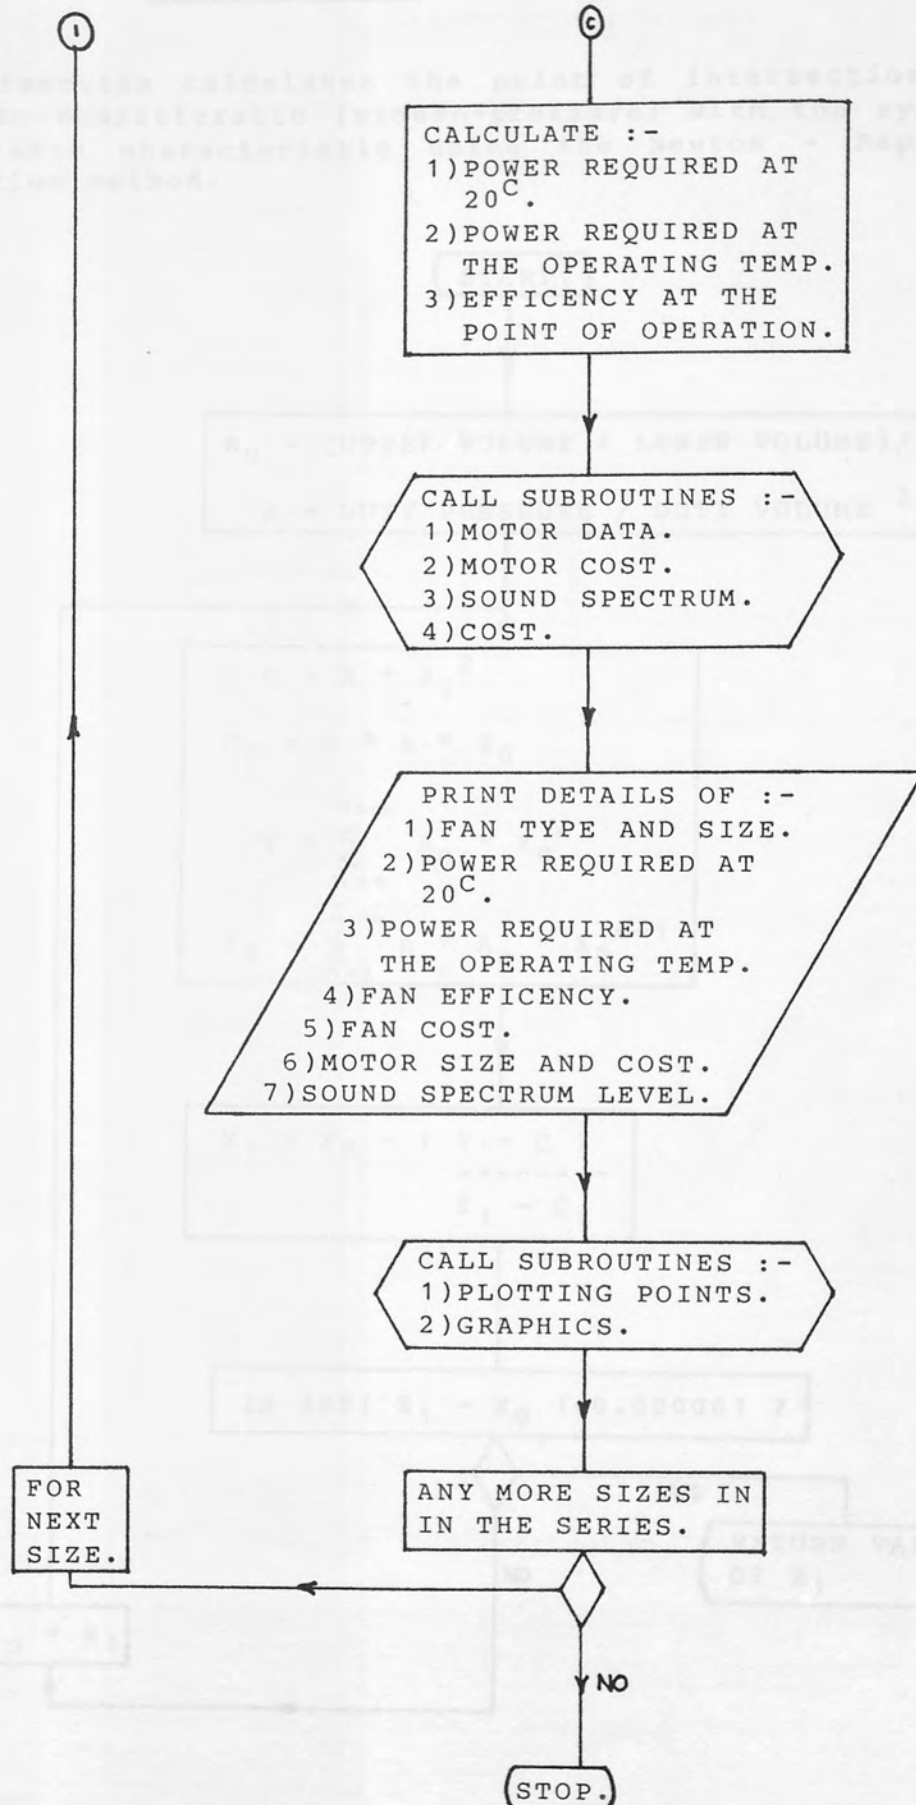 1
C
CALCULATE :-
1)POWER REQUIRED AT
20C.
2)POWER REQUIRED AT
THE OPERATING TEMP.
3)EFFICENCY AT THE
POINT OF OPERATION.
CALL SUBROUTINES :-
1)MOTOR DATA.
2)MOTOR COST.
3)SOUND SPECTRUM.
4)COST.
PRINT DETAILS OF :-
1)FAN TYPE AND SIZE.
2)POWER REQUIRED AT
20C.
3)POWER REQUIRED AT
THE OPERATING TEMP.
4)FAN EFFICENCY.
5)FAN COST.
6)MOTOR SIZE AND COST.
7)SOUND SPECTRUM LEVEL.
CALL SUBROUTINES :-
1)PLOTTING POINTS.
2)GRAPHICS.
FOR
NEXT
SIZE.
ANY MORE SIZES IN
IN THE SERIES.
NO
STOP.